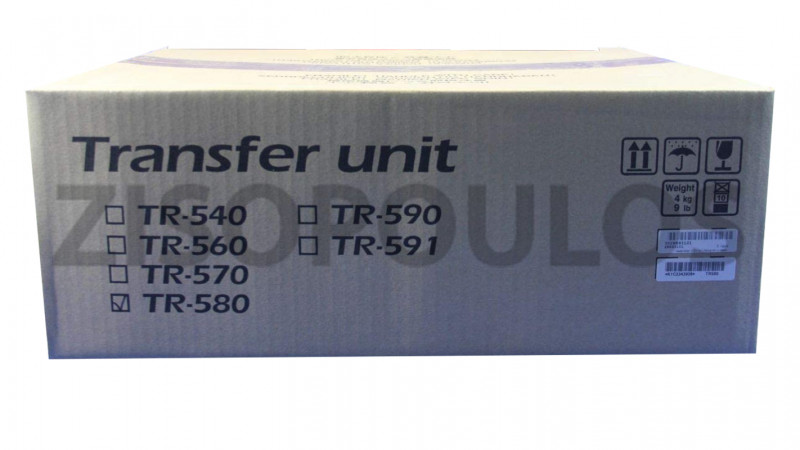 Transfer unit
ZISOPOULOS
TR-540
TR-590
TR-560
TR-591
TR-570
TR-580
Weight
4 kg
9 lb
10